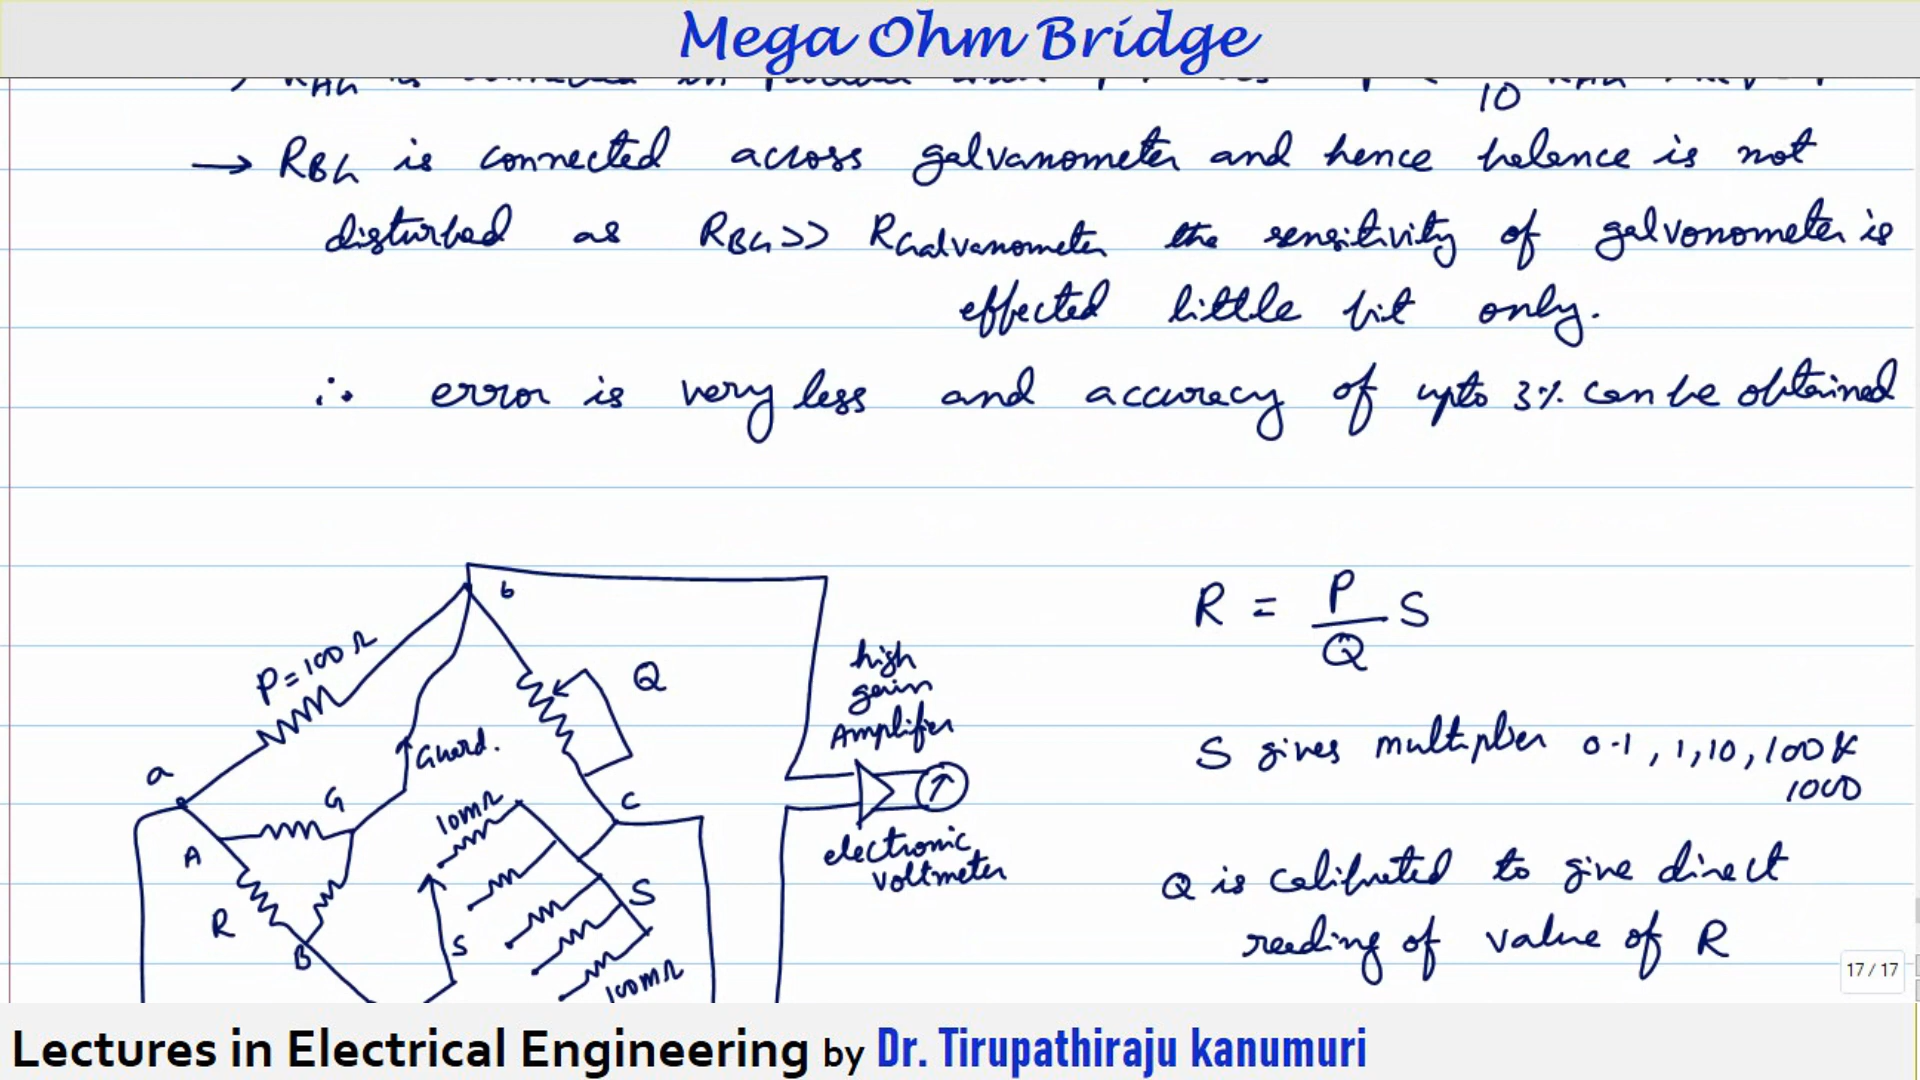 Mega Ohm Bridge
10
→ RBG is connected across galvanometer and hence balance is not
disturbed as RBG >> RGalvanometer the sensitivity of galvonometer is
effected little bit only.
∴ error is very less and accuracy of upto 3% can be obtained
b
P = 100Ω
Q
Guard.
a
G
A
R
B
10MΩ
C
S
S
100MΩ
high
gain
Amplifier
electronic
voltmeter
R = P/Q S
S gives multiplier 0.1, 1, 10, 100 &
1000
Q is calibrated to give direct
reading of value of R
17 / 17
Lectures in Electrical Engineering by Dr. Tirupathiraju kanumuri